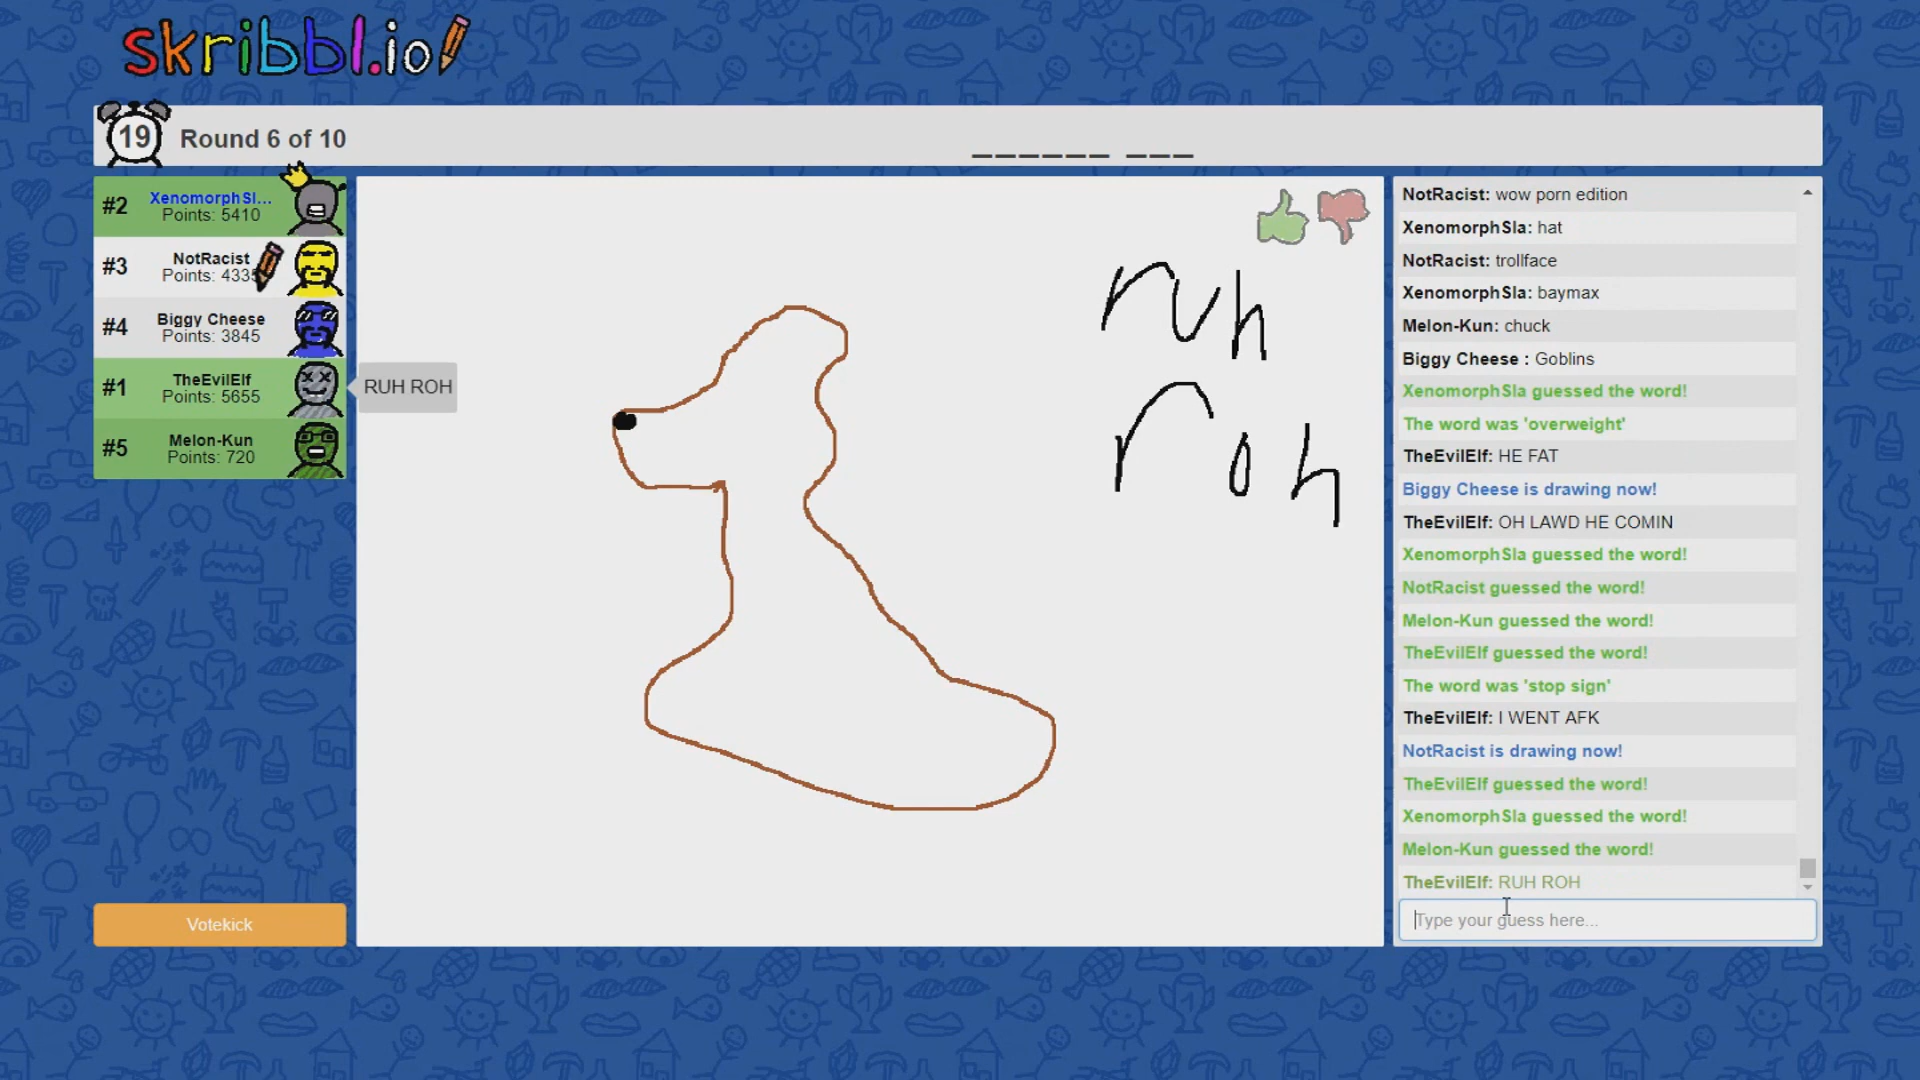 skribbl.io
19 Round 6 of 10
______ ___
#2 XenomorphSl...
Points: 5410
#3 NotRacist
Points: 4335
#4 Biggy Cheese
Points: 3845
#1 TheEvilElf
Points: 5655
RUH ROH
#5 Melon-Kun
Points: 720
Votekick
ruh
roh
NotRacist: wow porn edition
XenomorphSla: hat
NotRacist: trollface
XenomorphSla: baymax
Melon-Kun: chuck
Biggy Cheese : Goblins
XenomorphSla guessed the word!
The word was 'overweight'
TheEvilElf: HE FAT
Biggy Cheese is drawing now!
TheEvilElf: OH LAWD HE COMIN
XenomorphSla guessed the word!
NotRacist guessed the word!
Melon-Kun guessed the word!
TheEvilElf guessed the word!
The word was 'stop sign'
TheEvilElf: I WENT AFK
NotRacist is drawing now!
TheEvilElf guessed the word!
XenomorphSla guessed the word!
Melon-Kun guessed the word!
TheEvilElf: RUH ROH
Type your guess here...